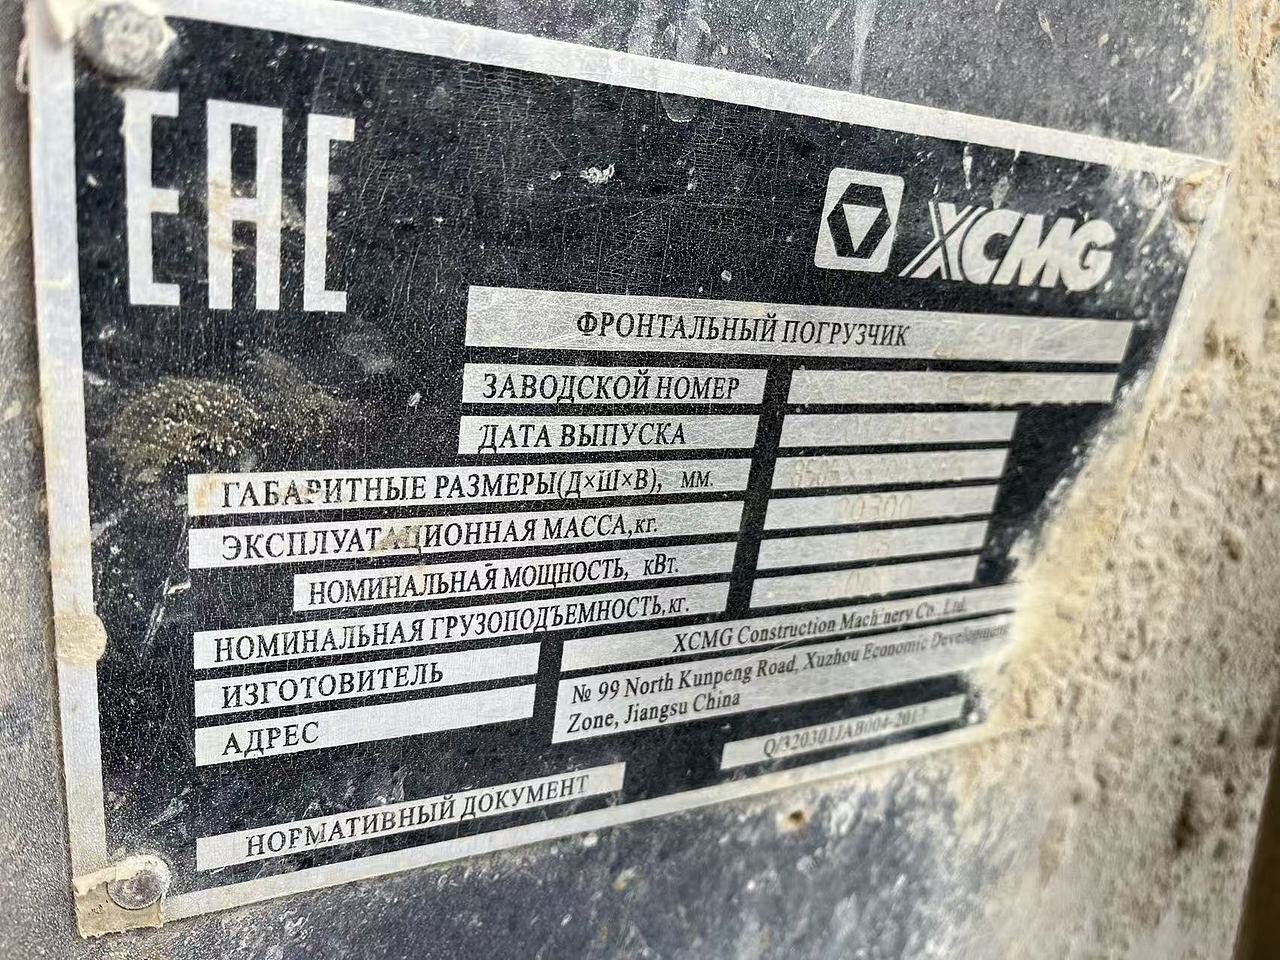 EAC
XCMG
ФРОНТАЛЬНЫЙ ПОГРУЗЧИК
ЗАВОДСКОЙ НОМЕР
ДАТА ВЫПУСКА
ГАБАРИТНЫЕ РАЗМЕРЫ(Д×Ш×В), ММ.
ЭКСПЛУАТАЦИОННАЯ МАССА,кг.
НОМИНАЛЬНАЯ МОЩНОСТЬ, кВт.
НОМИНАЛЬНАЯ ГРУЗОПОДЪЕМНОСТЬ,кг.
ИЗГОТОВИТЕЛЬ XCMG Construction Machinery Co., Ltd.
АДРЕС № 99 North Kunpeng Road, Xuzhou Economic Development
Zone, Jiangsu China
НОРМАТИВНЫЙ ДОКУМЕНТ Q/320301JAB004-2017